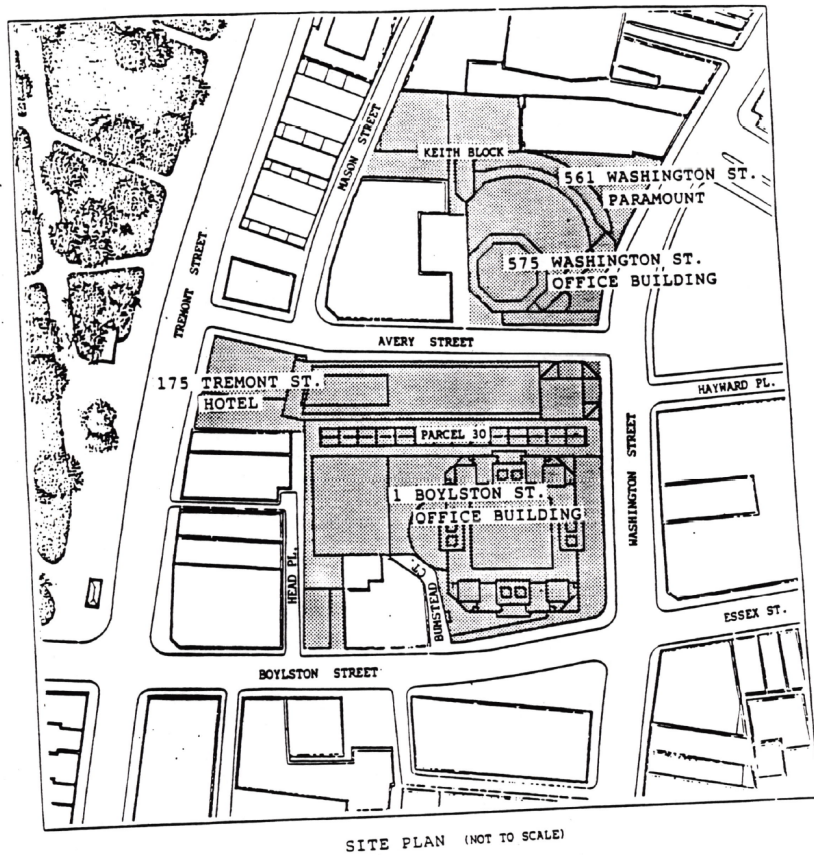 MASON STREET
KEITH BLOCK
561 WASHINGTON ST.
PARAMOUNT
575 WASHINGTON ST.
OFFICE BUILDING
TREMONT STREET
AVERY STREET
175 TREMONT ST.
HOTEL
HAYWARD PL.
PARCEL 30
WASHINGTON STREET
1 BOYLSTON ST.
OFFICE BUILDING
HEAD PL.
BUMSTEAD CT.
ESSEX ST.
BOYLSTON STREET
SITE PLAN (NOT TO SCALE)